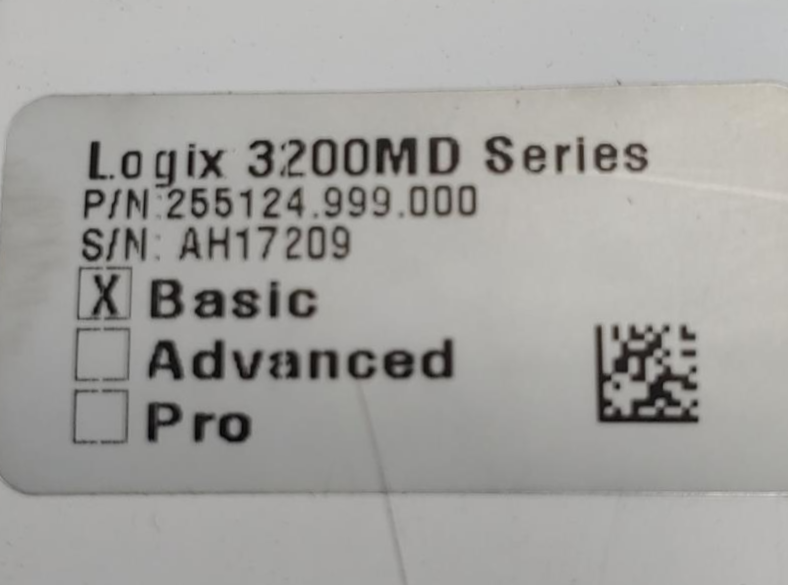 Logix 3200MD Series
P/N:255124.999.000
S/N: AH17209
X Basic
Advanced
Pro